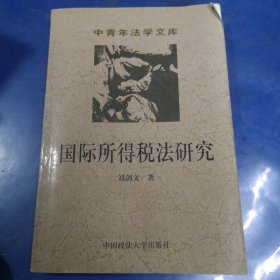 中青年法学文库
国际所得税法研究
刘剑文 著
中国政法大学出版社